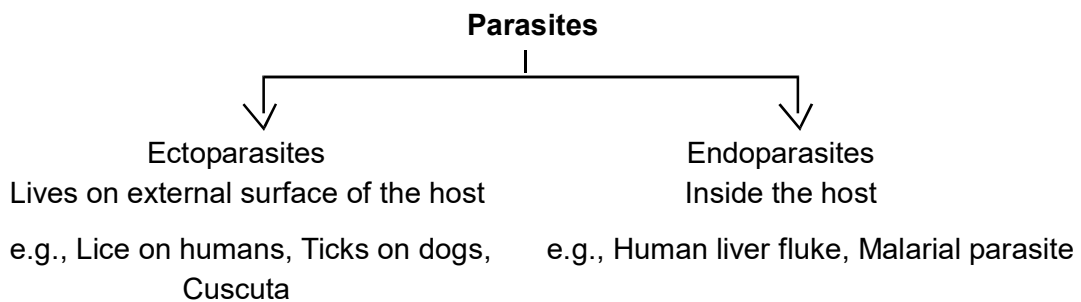 Parasites
Ectoparasites
Lives on external surface of the host
e.g., Lice on humans, Ticks on dogs,
Cuscuta
Endoparasites
Inside the host
e.g., Human liver fluke, Malarial parasite